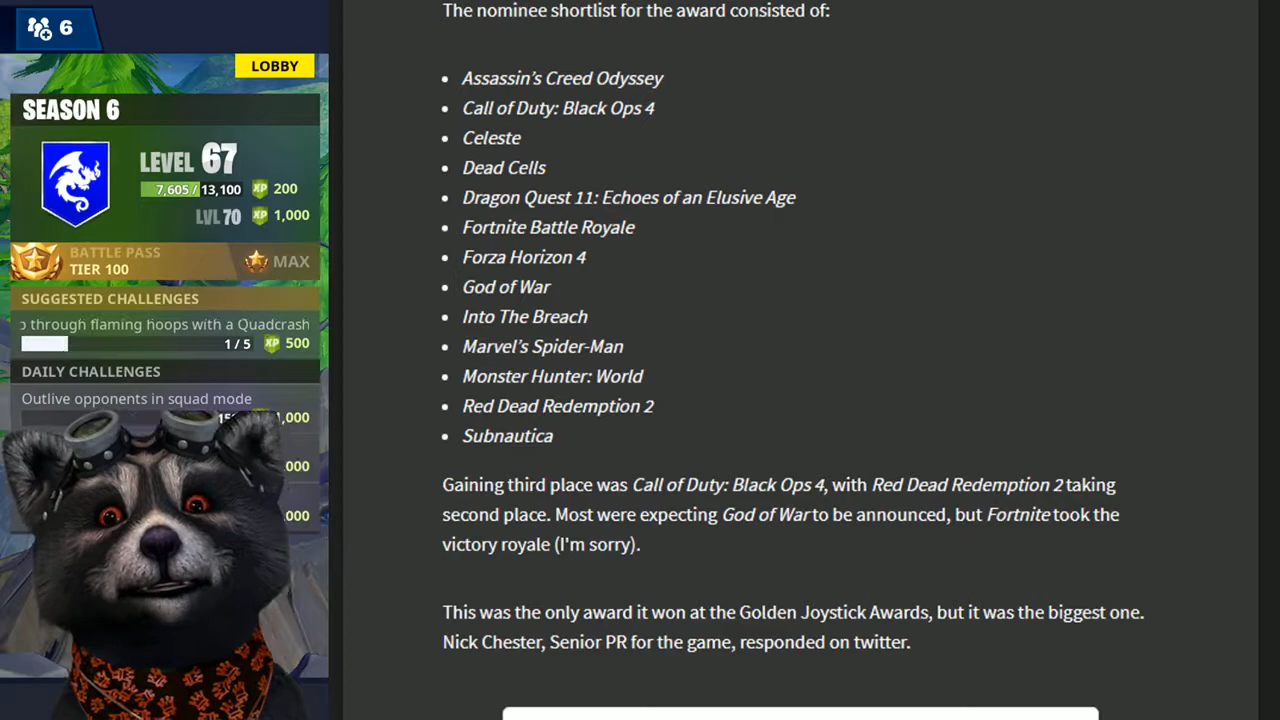 6
LOBBY
SEASON 6
LEVEL 67
7,605 / 13,100 XP 200
LVL 70 XP 1,000
BATTLE PASS
TIER 100
MAX
SUGGESTED CHALLENGES
through flaming hoops with a Quadcrash
1 / 5 XP 500
DAILY CHALLENGES
Outlive opponents in squad mode
,000
000
,000
The nominee shortlist for the award consisted of:
• Assassin’s Creed Odyssey
• Call of Duty: Black Ops 4
• Celeste
• Dead Cells
• Dragon Quest 11: Echoes of an Elusive Age
• Fortnite Battle Royale
• Forza Horizon 4
• God of War
• Into The Breach
• Marvel’s Spider-Man
• Monster Hunter: World
• Red Dead Redemption 2
• Subnautica
Gaining third place was Call of Duty: Black Ops 4, with Red Dead Redemption 2 taking
second place. Most were expecting God of War to be announced, but Fortnite took the
victory royale (I'm sorry).
This was the only award it won at the Golden Joystick Awards, but it was the biggest one.
Nick Chester, Senior PR for the game, responded on twitter.